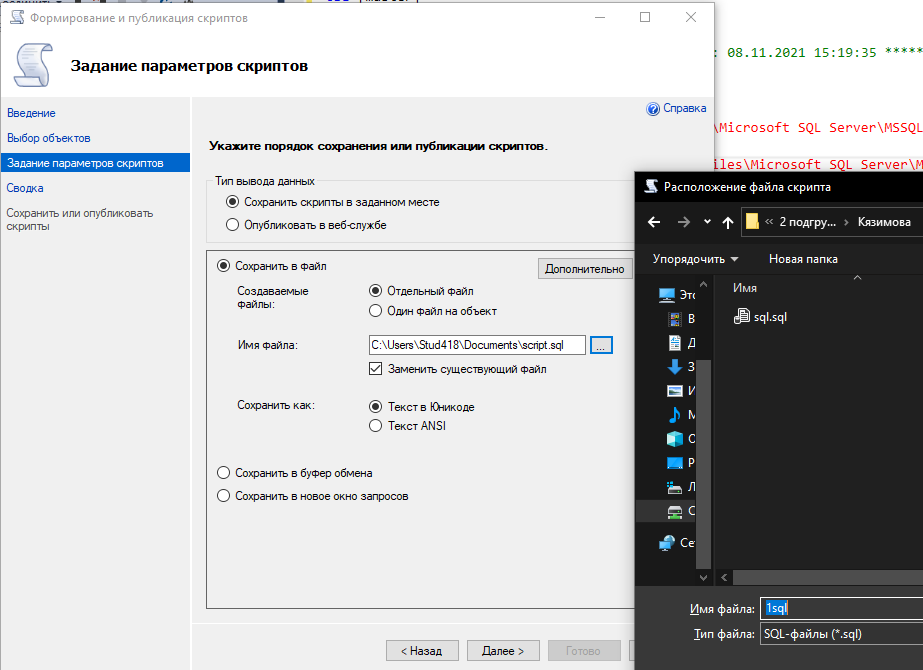 Формирование и публикация скриптов
Задание параметров скриптов
: 08.11.2021 15:19:35 *****
\Microsoft SQL Server\MSSQL
iles\Microsoft SQL Server\M
Введение
Выбор объектов
Задание параметров скриптов
Сводка
Сохранить или опубликовать
скрипты
Справка
Укажите порядок сохранения или публикации скриптов.
Тип вывода данных
Сохранить скрипты в заданном месте
Опубликовать в веб-службе
Сохранить в файл
Дополнительно
Создаваемые
файлы:
Отдельный файл
Один файл на объект
Имя файла:
C:\Users\Stud418\Documents\script.sql
...
Заменить существующий файл
Сохранить как:
Текст в Юникоде
Текст ANSI
Сохранить в буфер обмена
Сохранить в новое окно запросов
< Назад
Далее >
Готово
Расположение файла скрипта
« 2 подгру... › Кязимова
Упорядочить
Новая папка
Имя
Это
В
Д
З
И
М
О
Р
Л
С
Се
sql.sql
Имя файла:
1sql
Тип файла:
SQL-файлы (*.sql)